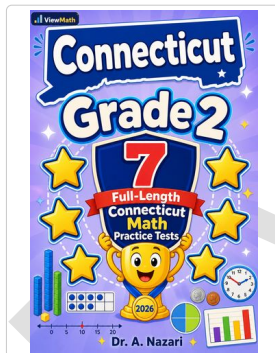 ViewMath
Connecticut
Grade 2
7
Full-Length
Connecticut
Math
Practice Tests
2026
0 5 10 15 20
Dr. A. Nazari